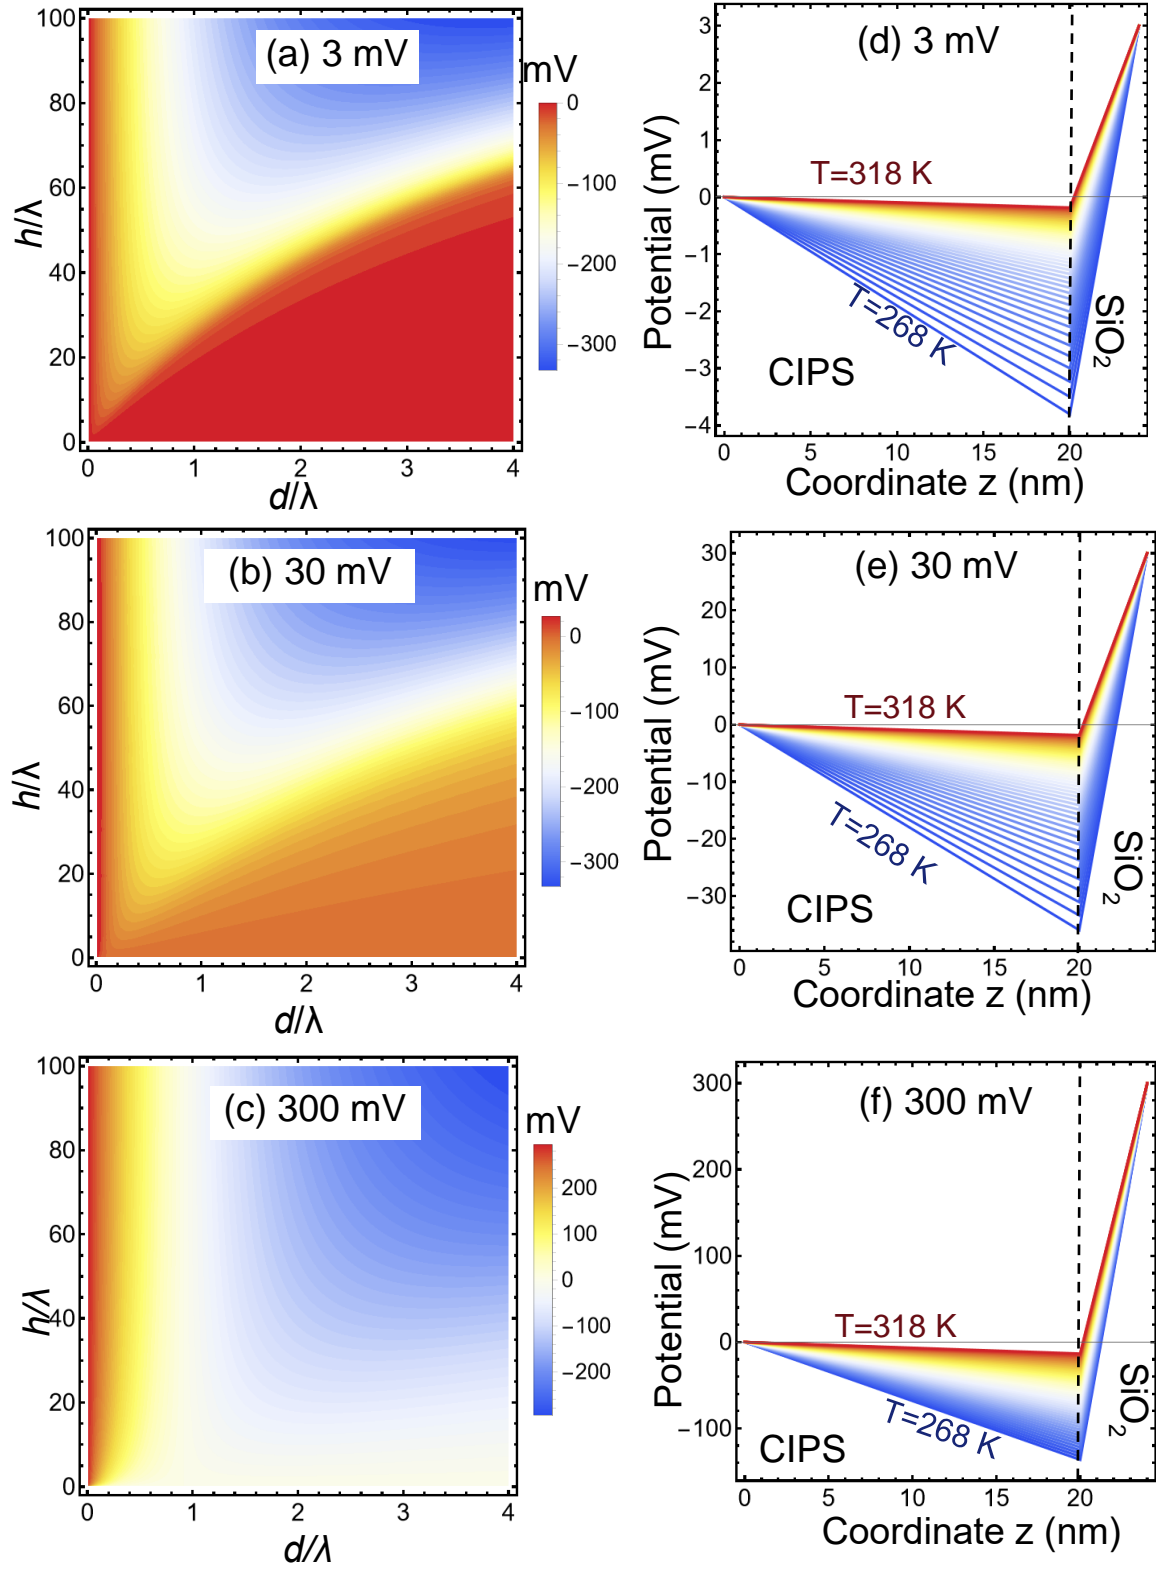 (a) 3 mV
mV
100
80
60
40
20
0
h/λ
0
−100
−200
−300
0 1 2 3 4
d/λ
(d) 3 mV
3
2
1
0
−1
−2
−3
−4
Potential (mV)
T=318 K
T=268 K
CIPS
SiO2
0 5 10 15 20
Coordinate z (nm)
(b) 30 mV
mV
100
80
60
40
20
0
h/λ
0
−100
−200
−300
0 1 2 3 4
d/λ
(e) 30 mV
30
20
10
0
−10
−20
−30
Potential (mV)
T=318 K
T=268 K
CIPS
SiO2
0 5 10 15 20
Coordinate z (nm)
(c) 300 mV
mV
100
80
60
40
20
0
h/λ
200
100
0
−100
−200
0 1 2 3 4
d/λ
(f) 300 mV
300
200
100
0
−100
Potential (mV)
T=318 K
T=268 K
CIPS
SiO2
0 5 10 15 20
Coordinate z (nm)